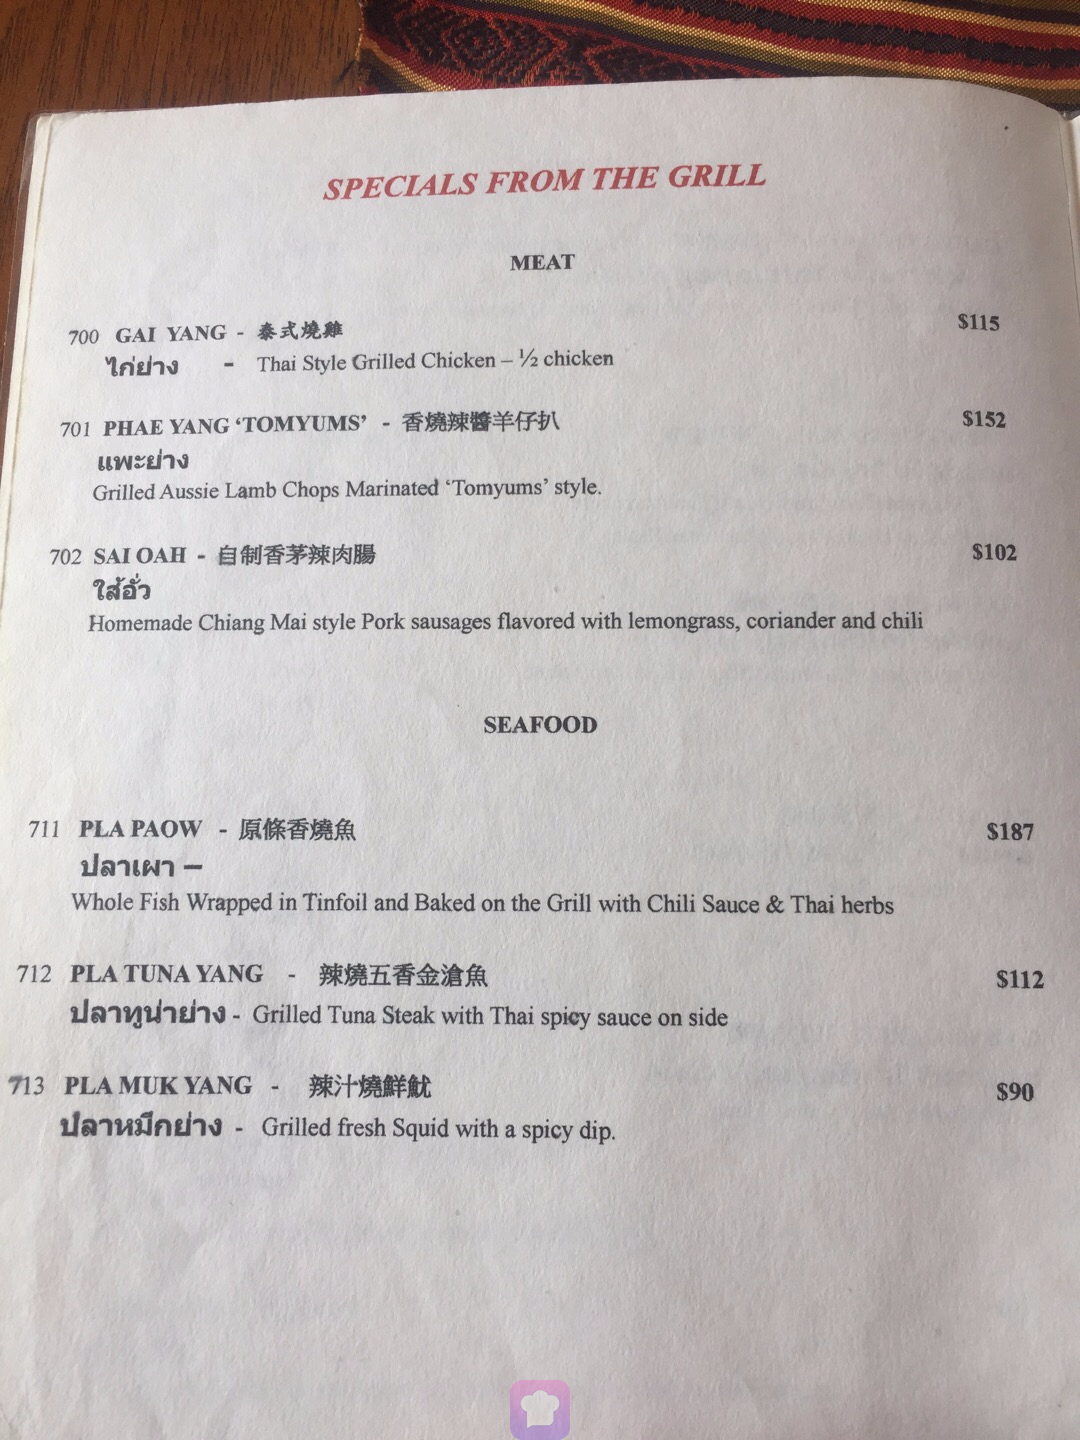 SPECIALS FROM THE GRILL
MEAT
700 GAI YANG - 泰式燒雞 $115
ไก่ย่าง - Thai Style Grilled Chicken – ½ chicken
701 PHAE YANG ‘TOMYUMS’ - 香燒辣醬羊仔扒 $152
แพะย่าง
Grilled Aussie Lamb Chops Marinated ‘Tomyums’ style.
702 SAI OAH - 自制香茅辣肉腸 $102
ใส้อั่ว
Homemade Chiang Mai style Pork sausages flavored with lemongrass, coriander and chili
SEAFOOD
711 PLA PAOW - 原條香燒魚 $187
ปลาเผา –
Whole Fish Wrapped in Tinfoil and Baked on the Grill with Chili Sauce & Thai herbs
712 PLA TUNA YANG - 辣燒五香金滄魚 $112
ปลาทูน่าย่าง - Grilled Tuna Steak with Thai spicy sauce on side
713 PLA MUK YANG - 辣汁燒鮮魷 $90
ปลาหมึกย่าง - Grilled fresh Squid with a spicy dip.